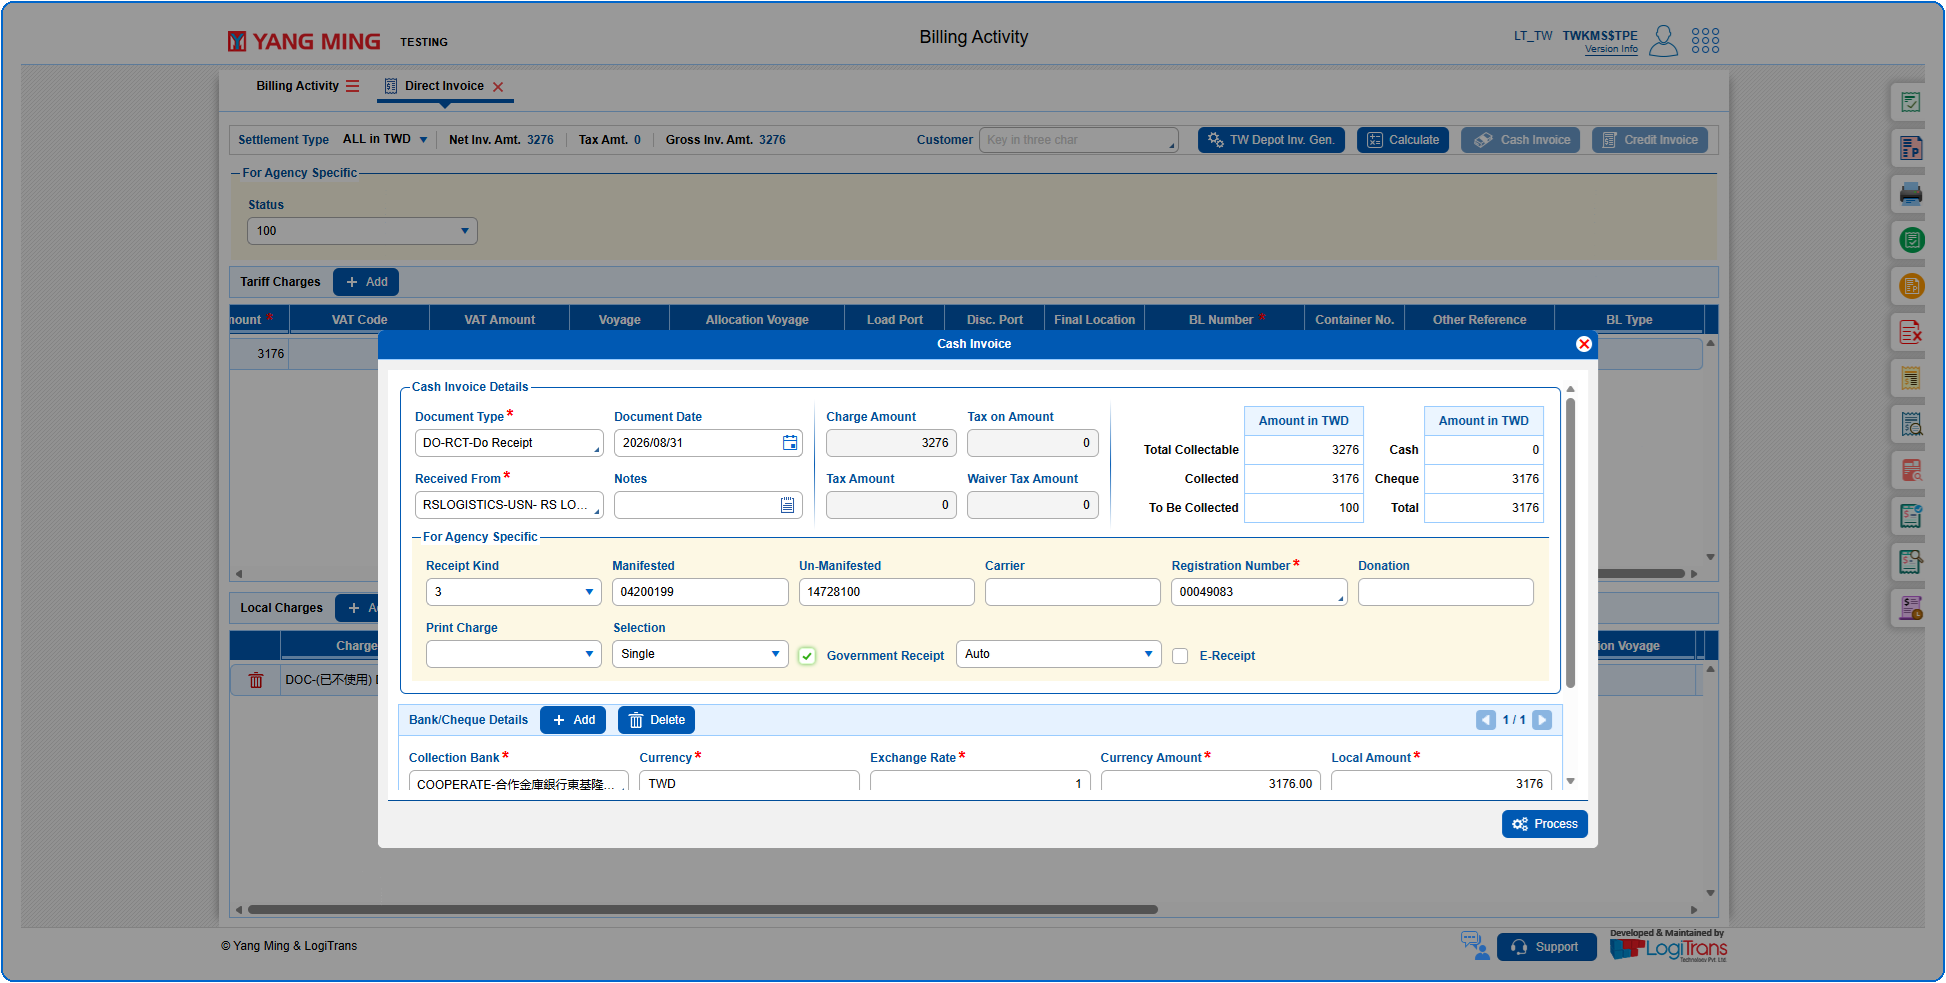 YANG MING TESTING
Billing Activity
LT_TW TWKMS$TPE
Version Info
Billing Activity
Direct Invoice
Settlement Type ALL in TWD Net Inv. Amt. 3276 Tax Amt. 0 Gross Inv. Amt. 3276 Customer Key in three char TW Depot Inv. Gen. Calculate Cash Invoice Credit Invoice
For Agency Specific
Status
100
Tariff Charges + Add
nount * VAT Code VAT Amount Voyage Allocation Voyage Load Port Disc. Port Final Location BL Number * Container No. Other Reference BL Type
3176
Cash Invoice
Cash Invoice Details
Document Type* Document Date Charge Amount Tax on Amount Amount in TWD Amount in TWD
DO-RCT-Do Receipt 2026/08/31 3276 0
Total Collectable 3276 Cash 0
Received From* Notes Tax Amount Waiver Tax Amount Collected 3176 Cheque 3176
RSLOGISTICS-USN- RS LO... 0 0 To Be Collected 100 Total 3176
For Agency Specific
Receipt Kind Manifested Un-Manifested Carrier Registration Number* Donation
3 04200199 14728100 00049083
Print Charge Selection
Single Government Receipt Auto E-Receipt
Local Charges + A
Charge
ion Voyage
DOC-(已不使用)
Bank/Cheque Details + Add Delete 1 / 1
Collection Bank* Currency* Exchange Rate* Currency Amount* Local Amount*
COOPERATE-合作金庫銀行東基隆... TWD 1 3176.00 3176
Process
© Yang Ming & LogiTrans
Support
Developed & Maintained by
LogiTrans
Technology Pvt. Ltd.